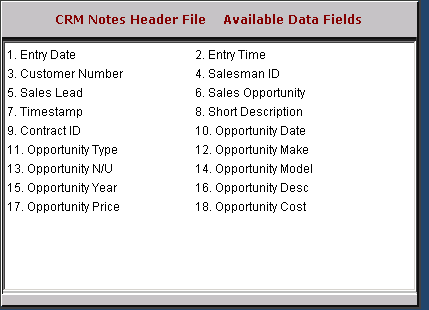 CRM Notes Header File    Available Data Fields
1. Entry Date    2. Entry Time
3. Customer Number    4. Salesman ID
5. Sales Lead    6. Sales Opportunity
7. Timestamp    8. Short Description
9. Contract ID    10. Opportunity Date
11. Opportunity Type    12. Opportunity Make
13. Opportunity N/U    14. Opportunity Model
15. Opportunity Year    16. Opportunity Desc
17. Opportunity Price    18. Opportunity Cost